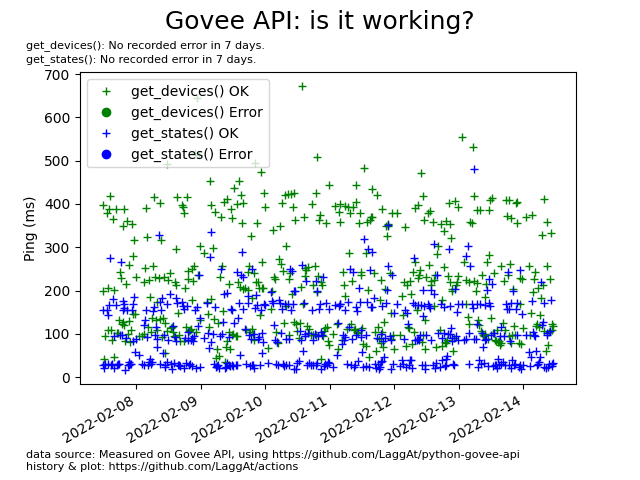 Govee API: is it working?
get_devices(): No recorded error in 7 days.
get_states(): No recorded error in 7 days.
get_devices() OK
get_devices() Error
get_states() OK
get_states() Error
Ping (ms)
700
600
500
400
300
200
100
0
2022-02-08
2022-02-09
2022-02-10
2022-02-11
2022-02-12
2022-02-13
2022-02-14
data source: Measured on Govee API, using https://github.com/LaggAt/python-govee-api
history & plot: https://github.com/LaggAt/actions